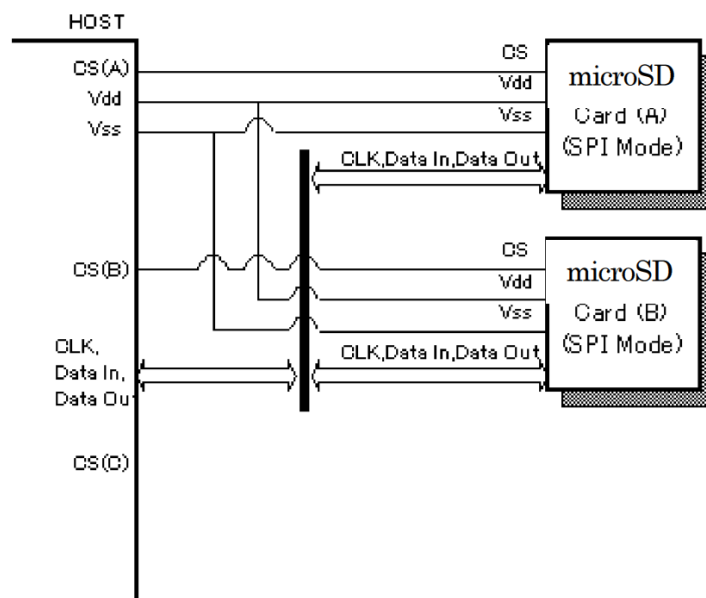 HOST
CS(A)
Vdd
Vss
CS
Vdd
Vss
microSD
Card (A)
(SPI Mode)
CLK,Data In,Data Out
CS(B)
CS
Vdd
Vss
microSD
Card (B)
(SPI Mode)
CLK,Data In,Data Out
CLK,
Data In,
Data Ou
CS(C)